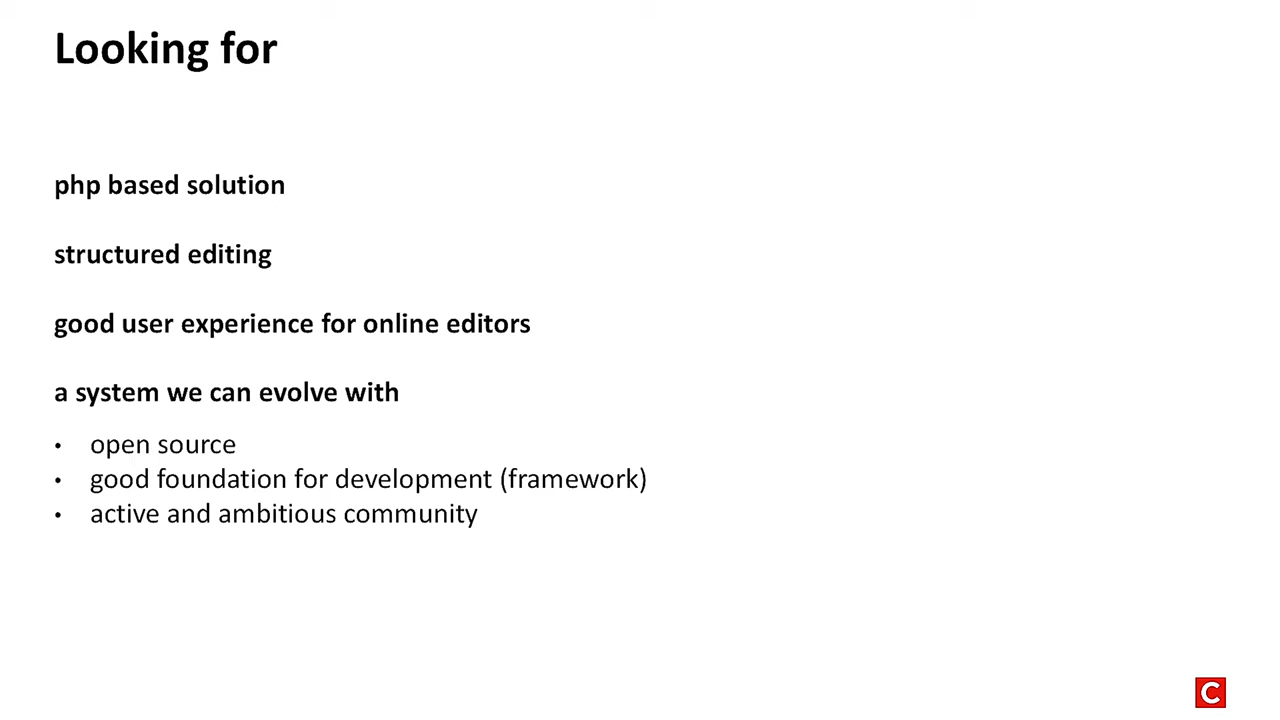 Looking for
php based solution
structured editing
good user experience for online editors
a system we can evolve with
• open source
• good foundation for development (framework)
• active and ambitious community
C